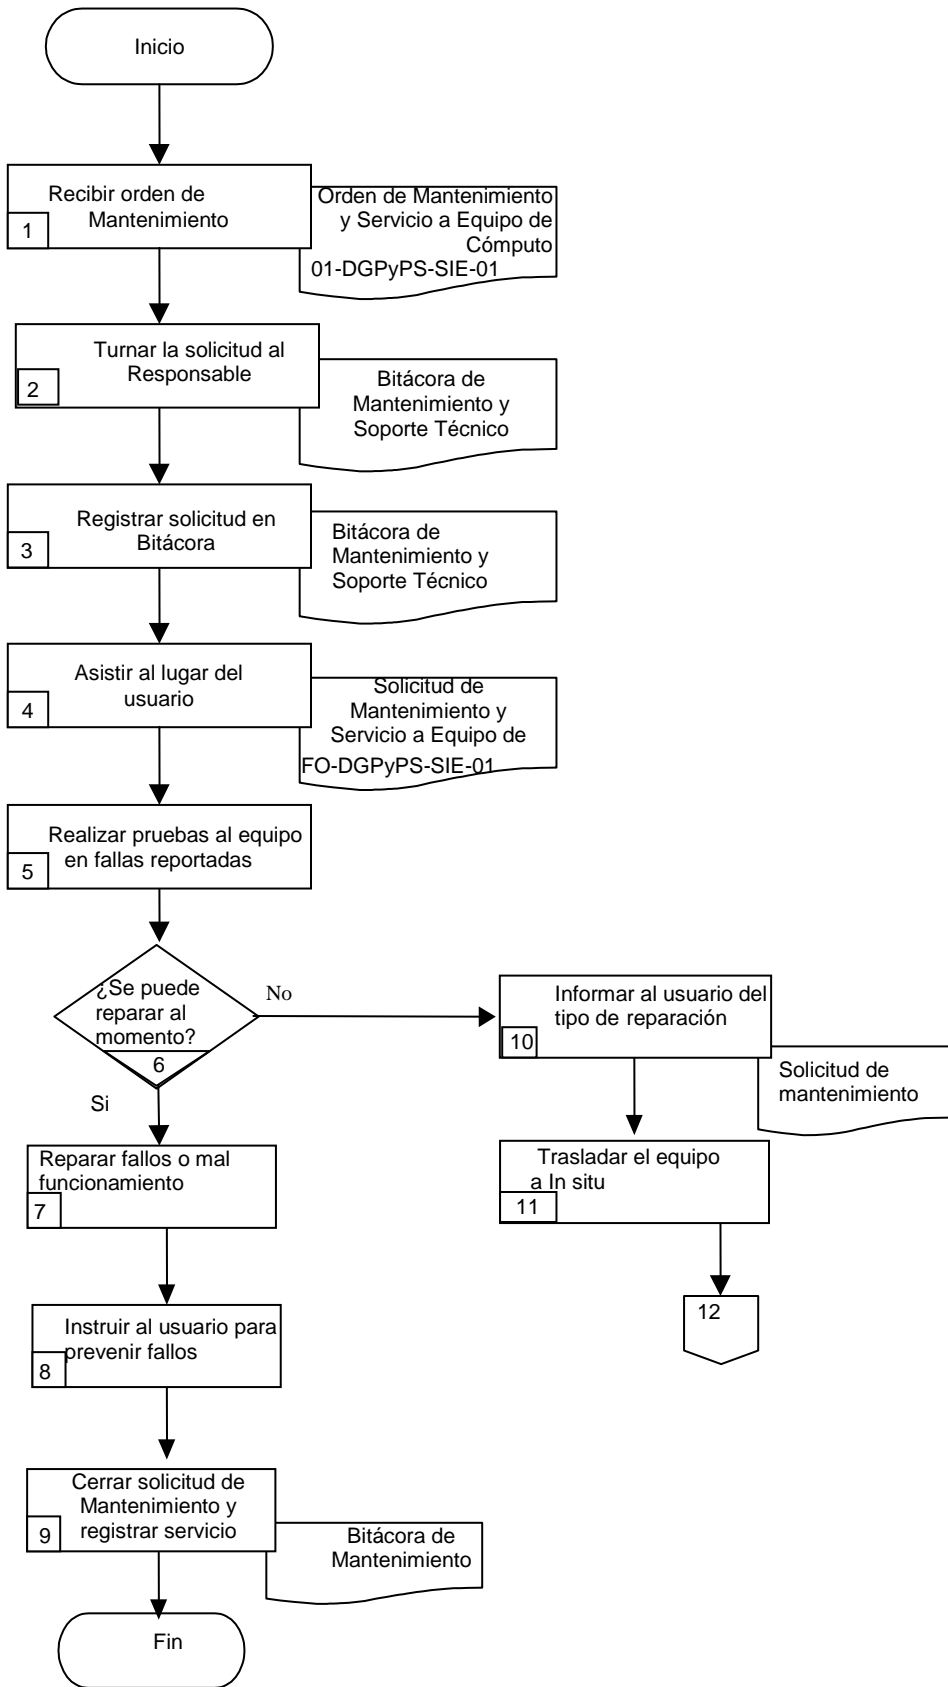 Inicio
Recibir orden de
Mantenimiento
1
Orden de Mantenimiento
y Servicio a Equipo de
Cómputo
01-DGPyPS-SIE-01
Turnar la solicitud al
Responsable
2
Bitácora de
Mantenimiento y
Soporte Técnico
Registrar solicitud en
Bitácora
3
Bitácora de
Mantenimiento y
Soporte Técnico
Asistir al lugar del
usuario
4
Solicitud de
Mantenimiento y
Servicio a Equipo de
FO-DGPyPS-SIE-01
Realizar pruebas al equipo
en fallas reportadas
5
¿Se puede
reparar al
momento?
6
No
Si
Informar al usuario del
tipo de reparación
10
Solicitud de
mantenimiento
Trasladar el equipo
a In situ
11
12
Reparar fallos o mal
funcionamiento
7
Instruir al usuario para
prevenir fallos
8
Cerrar solicitud de
Mantenimiento y
registrar servicio
9
Bitácora de
Mantenimiento
Fin